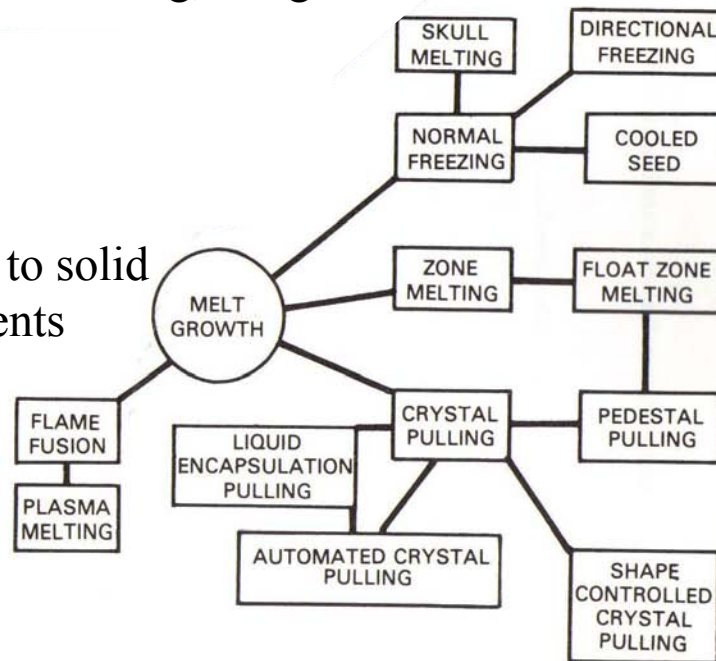 SKULL
MELTING
DIRECTIONAL
FREEZING
NORMAL
FREEZING
COOLED
SEED
to solid
ents
MELT
GROWTH
ZONE
MELTING
FLOAT ZONE
MELTING
FLAME
FUSION
PLASMA
MELTING
LIQUID
ENCAPSULATION
PULLING
CRYSTAL
PULLING
PEDESTAL
PULLING
AUTOMATED CRYSTAL
PULLING
SHAPE
CONTROLLED
CRYSTAL
PULLING